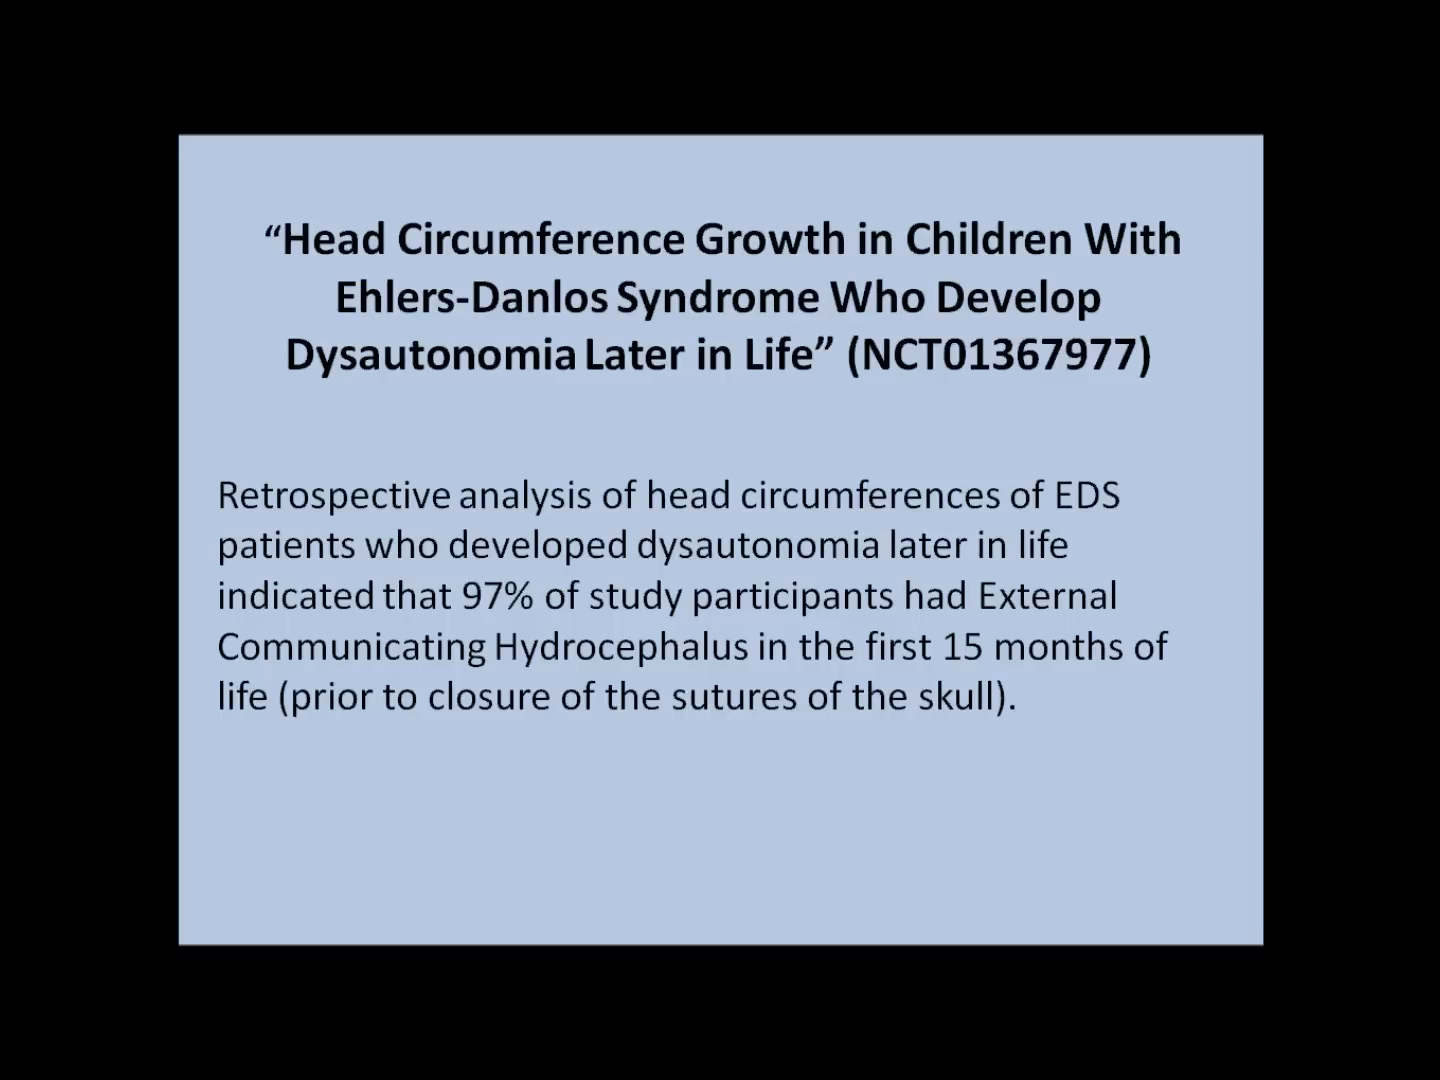 “Head Circumference Growth in Children With
Ehlers-Danlos Syndrome Who Develop
Dysautonomia Later in Life” (NCT01367977)
Retrospective analysis of head circumferences of EDS
patients who developed dysautonomia later in life
indicated that 97% of study participants had External
Communicating Hydrocephalus in the first 15 months of
life (prior to closure of the sutures of the skull).